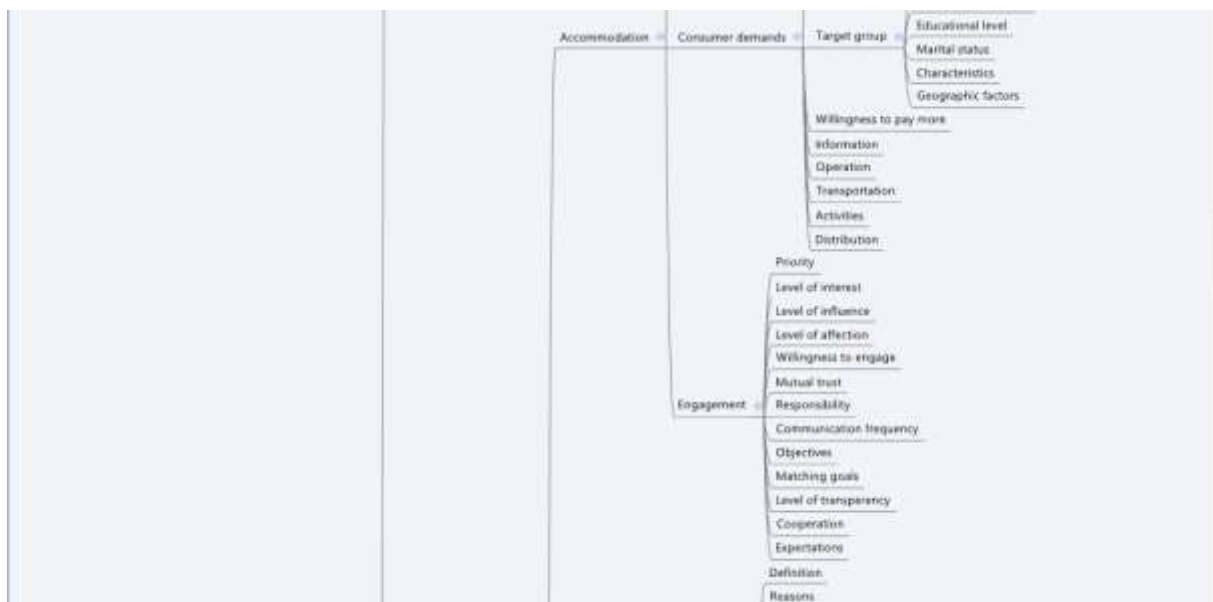 Educational level
Accommodation Consumer demands Target group
Marital status
Characteristics
Geographic factors
Willingness to pay more
Information
Operation
Transportation
Activities
Distribution
Priority
Level of interest
Level of influence
Level of affection
Willingness to engage
Mutual trust
Engagement Responsibility
Communication frequency
Objectives
Matching goals
Level of transperency
Cooperation
Expectations
Definition
Reasons